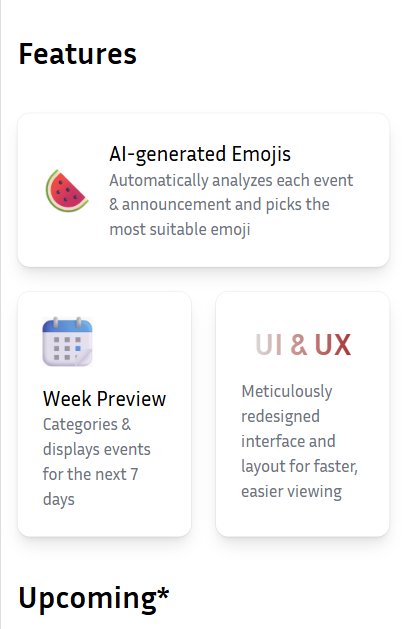 Features
AI-generated Emojis
Automatically analyzes each event
& announcement and picks the
most suitable emoji
Week Preview
Categories &
displays events
for the next 7
days
UI & UX
Meticulously
redesigned
interface and
layout for faster,
easier viewing
Upcoming*